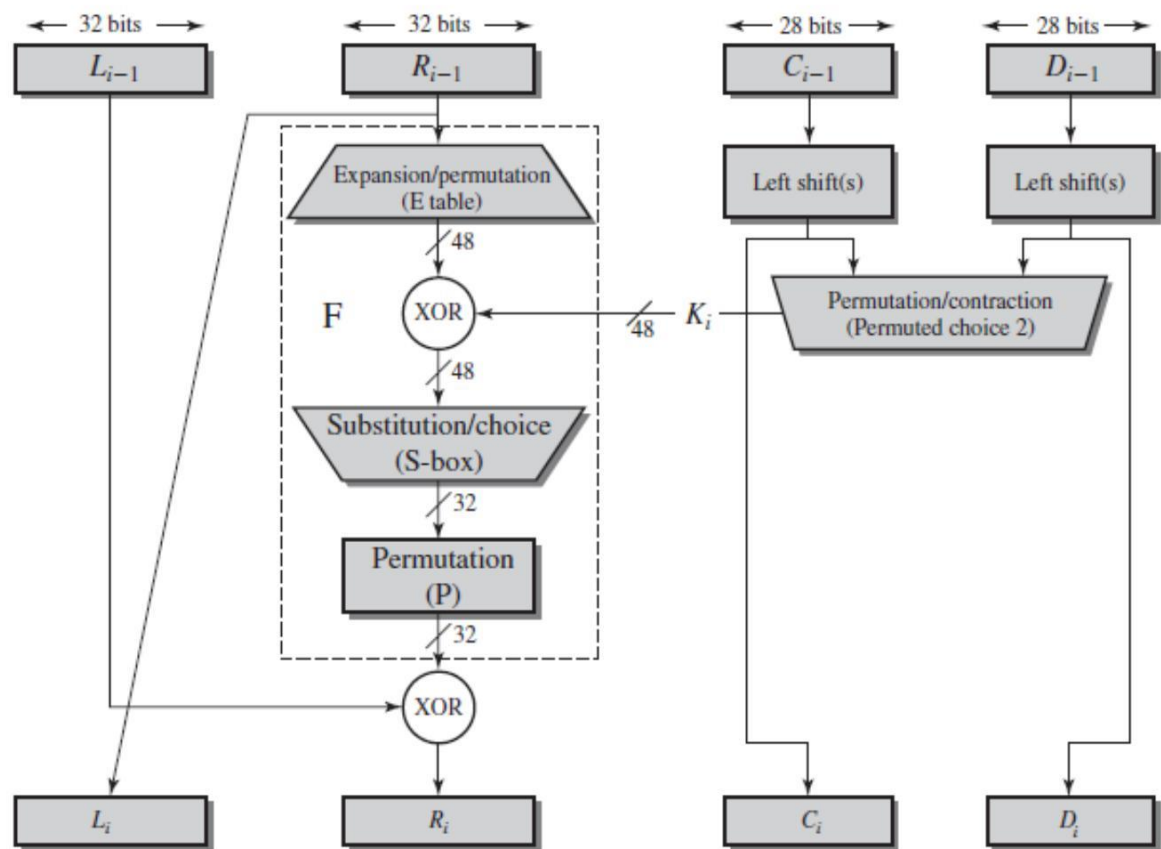 32 bits
32 bits
28 bits
28 bits
L_{i-1}
R_{i-1}
C_{i-1}
D_{i-1}
Expansion/permutation
(E table)
Left shift(s)
Left shift(s)
48
F
XOR
48
K_i
Permutation/contraction
(Permuted choice 2)
48
Substitution/choice
(S-box)
32
Permutation
(P)
32
XOR
L_i
R_i
C_i
D_i